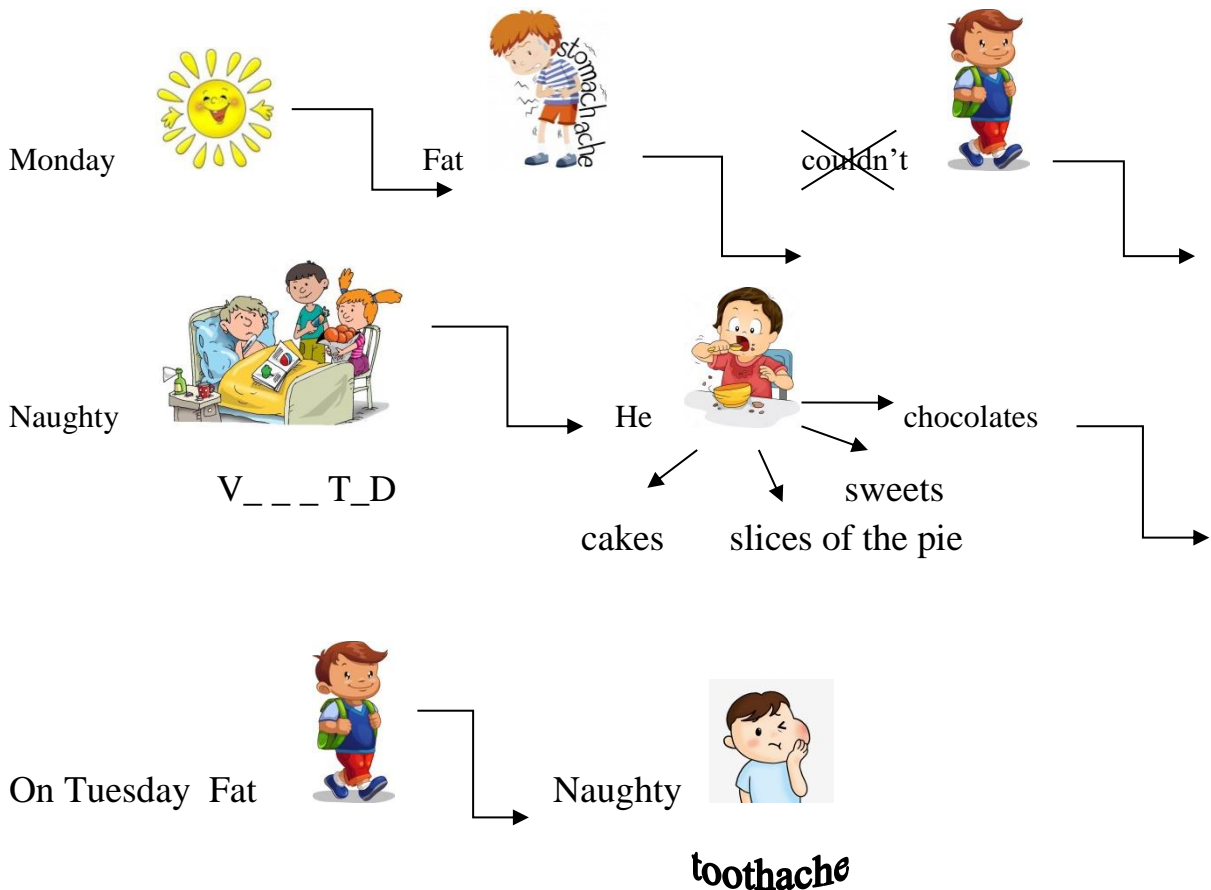 stomachache
Monday Fat couldn't
Naughty He chocolates
V_ _ _ T_D sweets
cakes slices of the pie
On Tuesday Fat Naughty
toothache